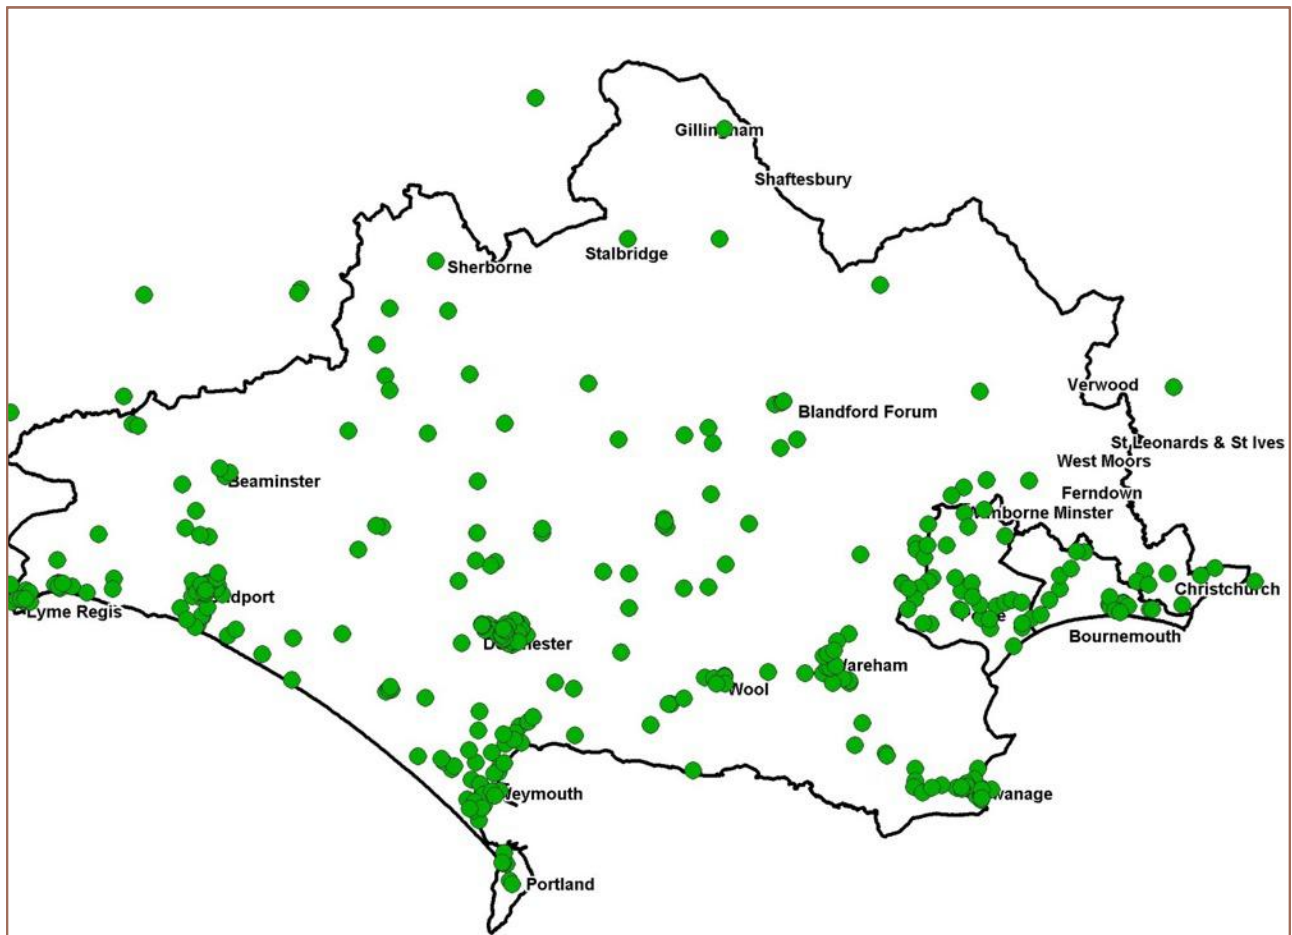 Gillingham
Shaftesbury
Stalbridge
Sherborne
Verwood
Blandford Forum
St Leonards & St Ives
West Moors
Beaminster
Ferndown
Wimborne Minster
Christchurch
Bridport
Lyme Regis
Bournemouth
Dorchester
Wareham
Wool
Weymouth
Swanage
Portland